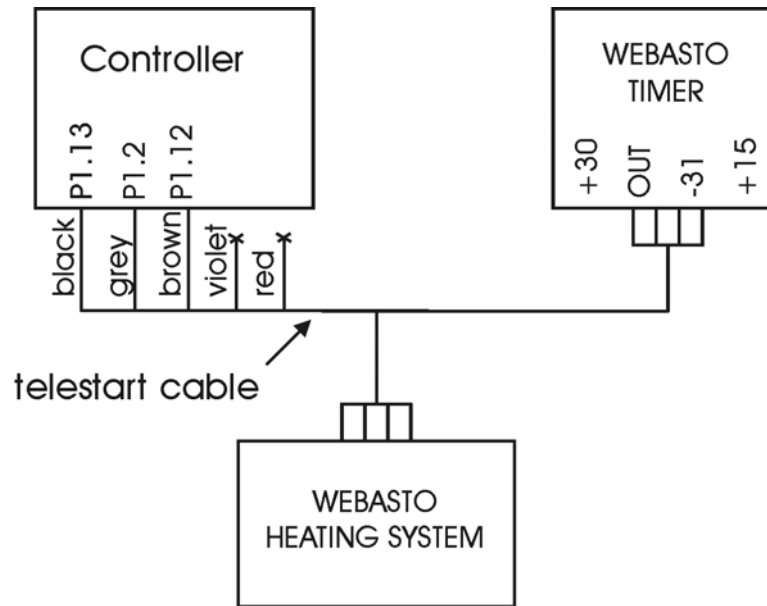 Controller
P1.13
P1.2
P1.12
black
grey
brown
violet
red
WEBASTO
TIMER
+30
OUT
-31
+15
telestart cable
WEBASTO
HEATING SYSTEM